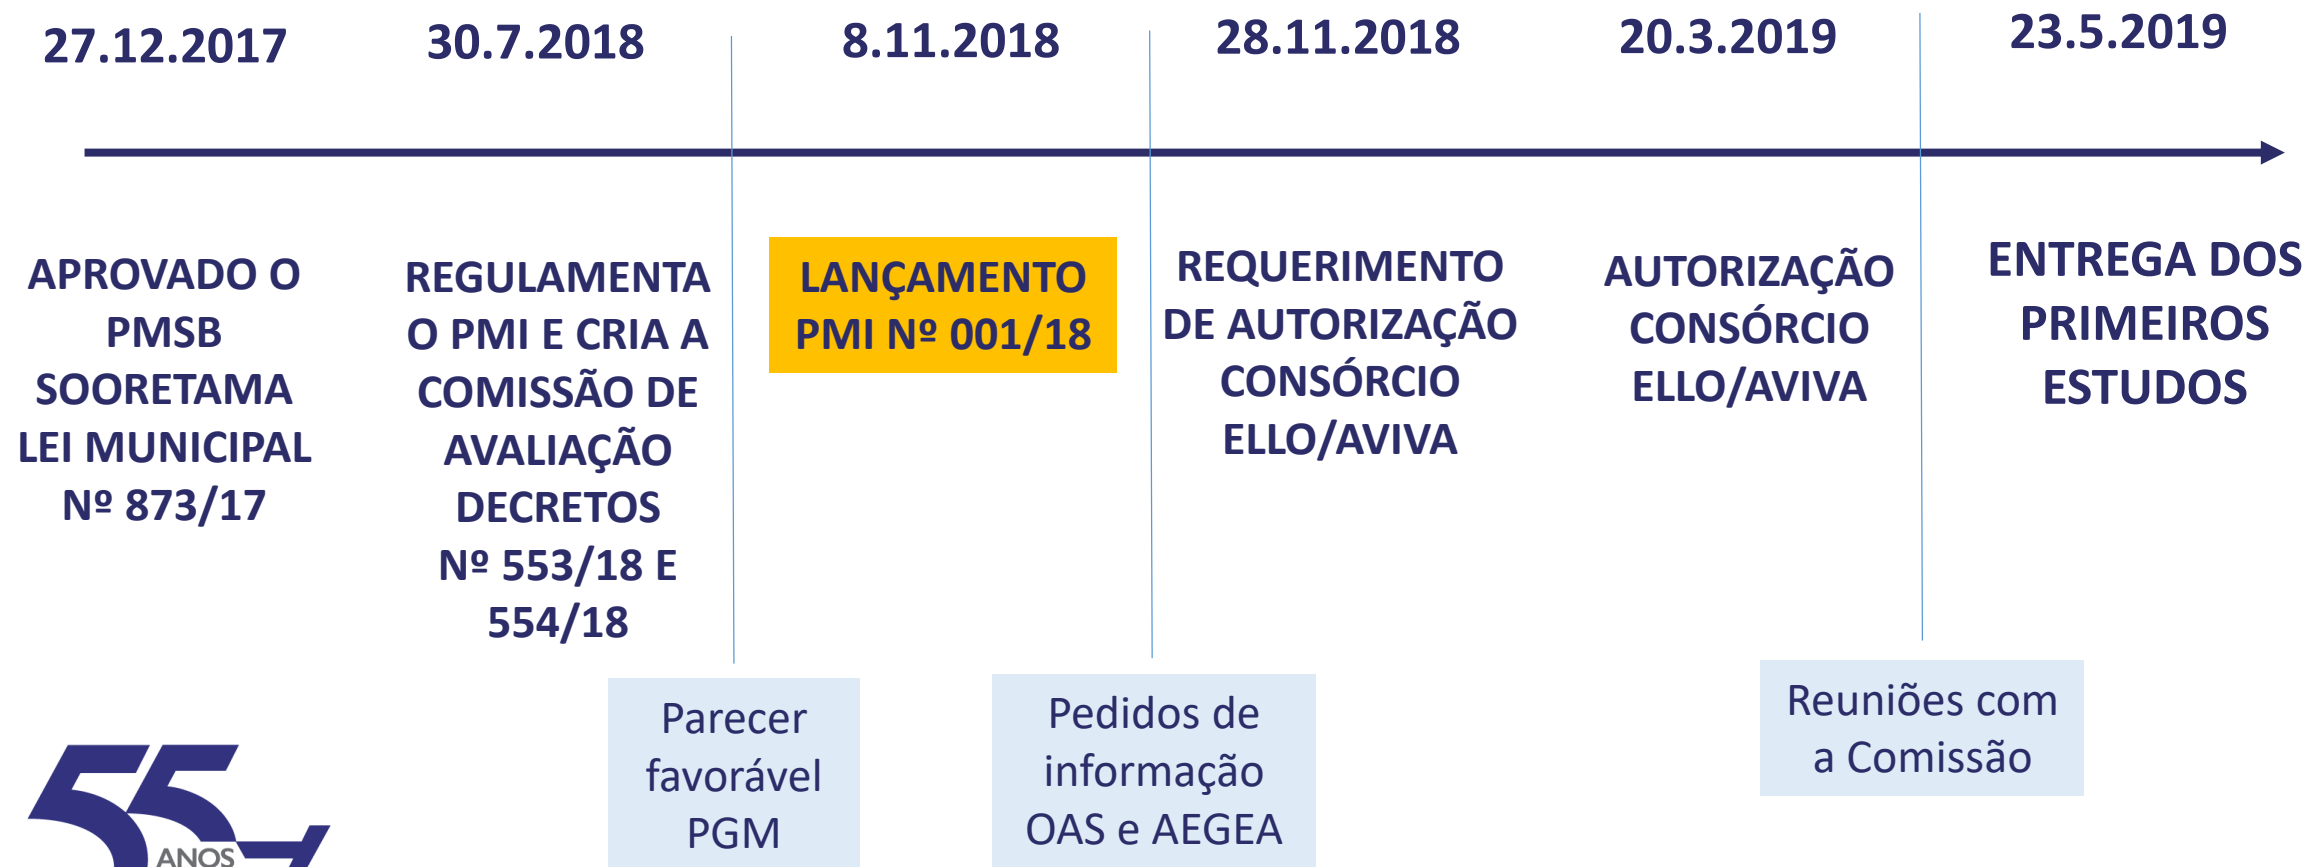 27.12.2017
30.7.2018
8.11.2018
28.11.2018
20.3.2019
23.5.2019
APROVADO O
PMSB
SOORETAMA
LEI MUNICIPAL
Nº 873/17
REGULAMENTA
O PMI E CRIA A
COMISSÃO DE
AVALIAÇÃO
DECRETOS
Nº 553/18 E
554/18
LANÇAMENTO
PMI Nº 001/18
REQUERIMENTO
DE AUTORIZAÇÃO
CONSÓRCIO
ELLO/AVIVA
AUTORIZAÇÃO
CONSÓRCIO
ELLO/AVIVA
ENTREGA DOS
PRIMEIROS
ESTUDOS
Parecer
favorável
PGM
Pedidos de
informação
OAS e AEGEA
Reuniões com
a Comissão
55
ANOS